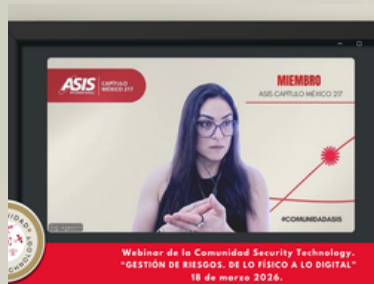 ASIS
INTERNATIONAL
CAPÍTULO
MÉXICO 217
MIEMBRO
ASIS CAPÍTULO MÉXICO 217
#COMUNIDADASIS
Webinar de la Comunidad Security Technology.
"GESTIÓN DE RIESGOS. DE LO FÍSICO A LO DIGITAL"
18 de marzo 2026.